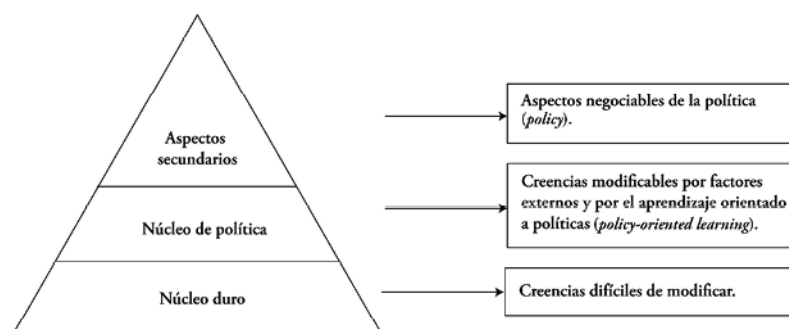 Aspectos
secundarios
Aspectos negociables de la política
(policy).
Núcleo de política
Creencias modificables por factores
externos y por el aprendizaje orientado
a políticas (policy-oriented learning).
Núcleo duro
Creencias difíciles de modificar.